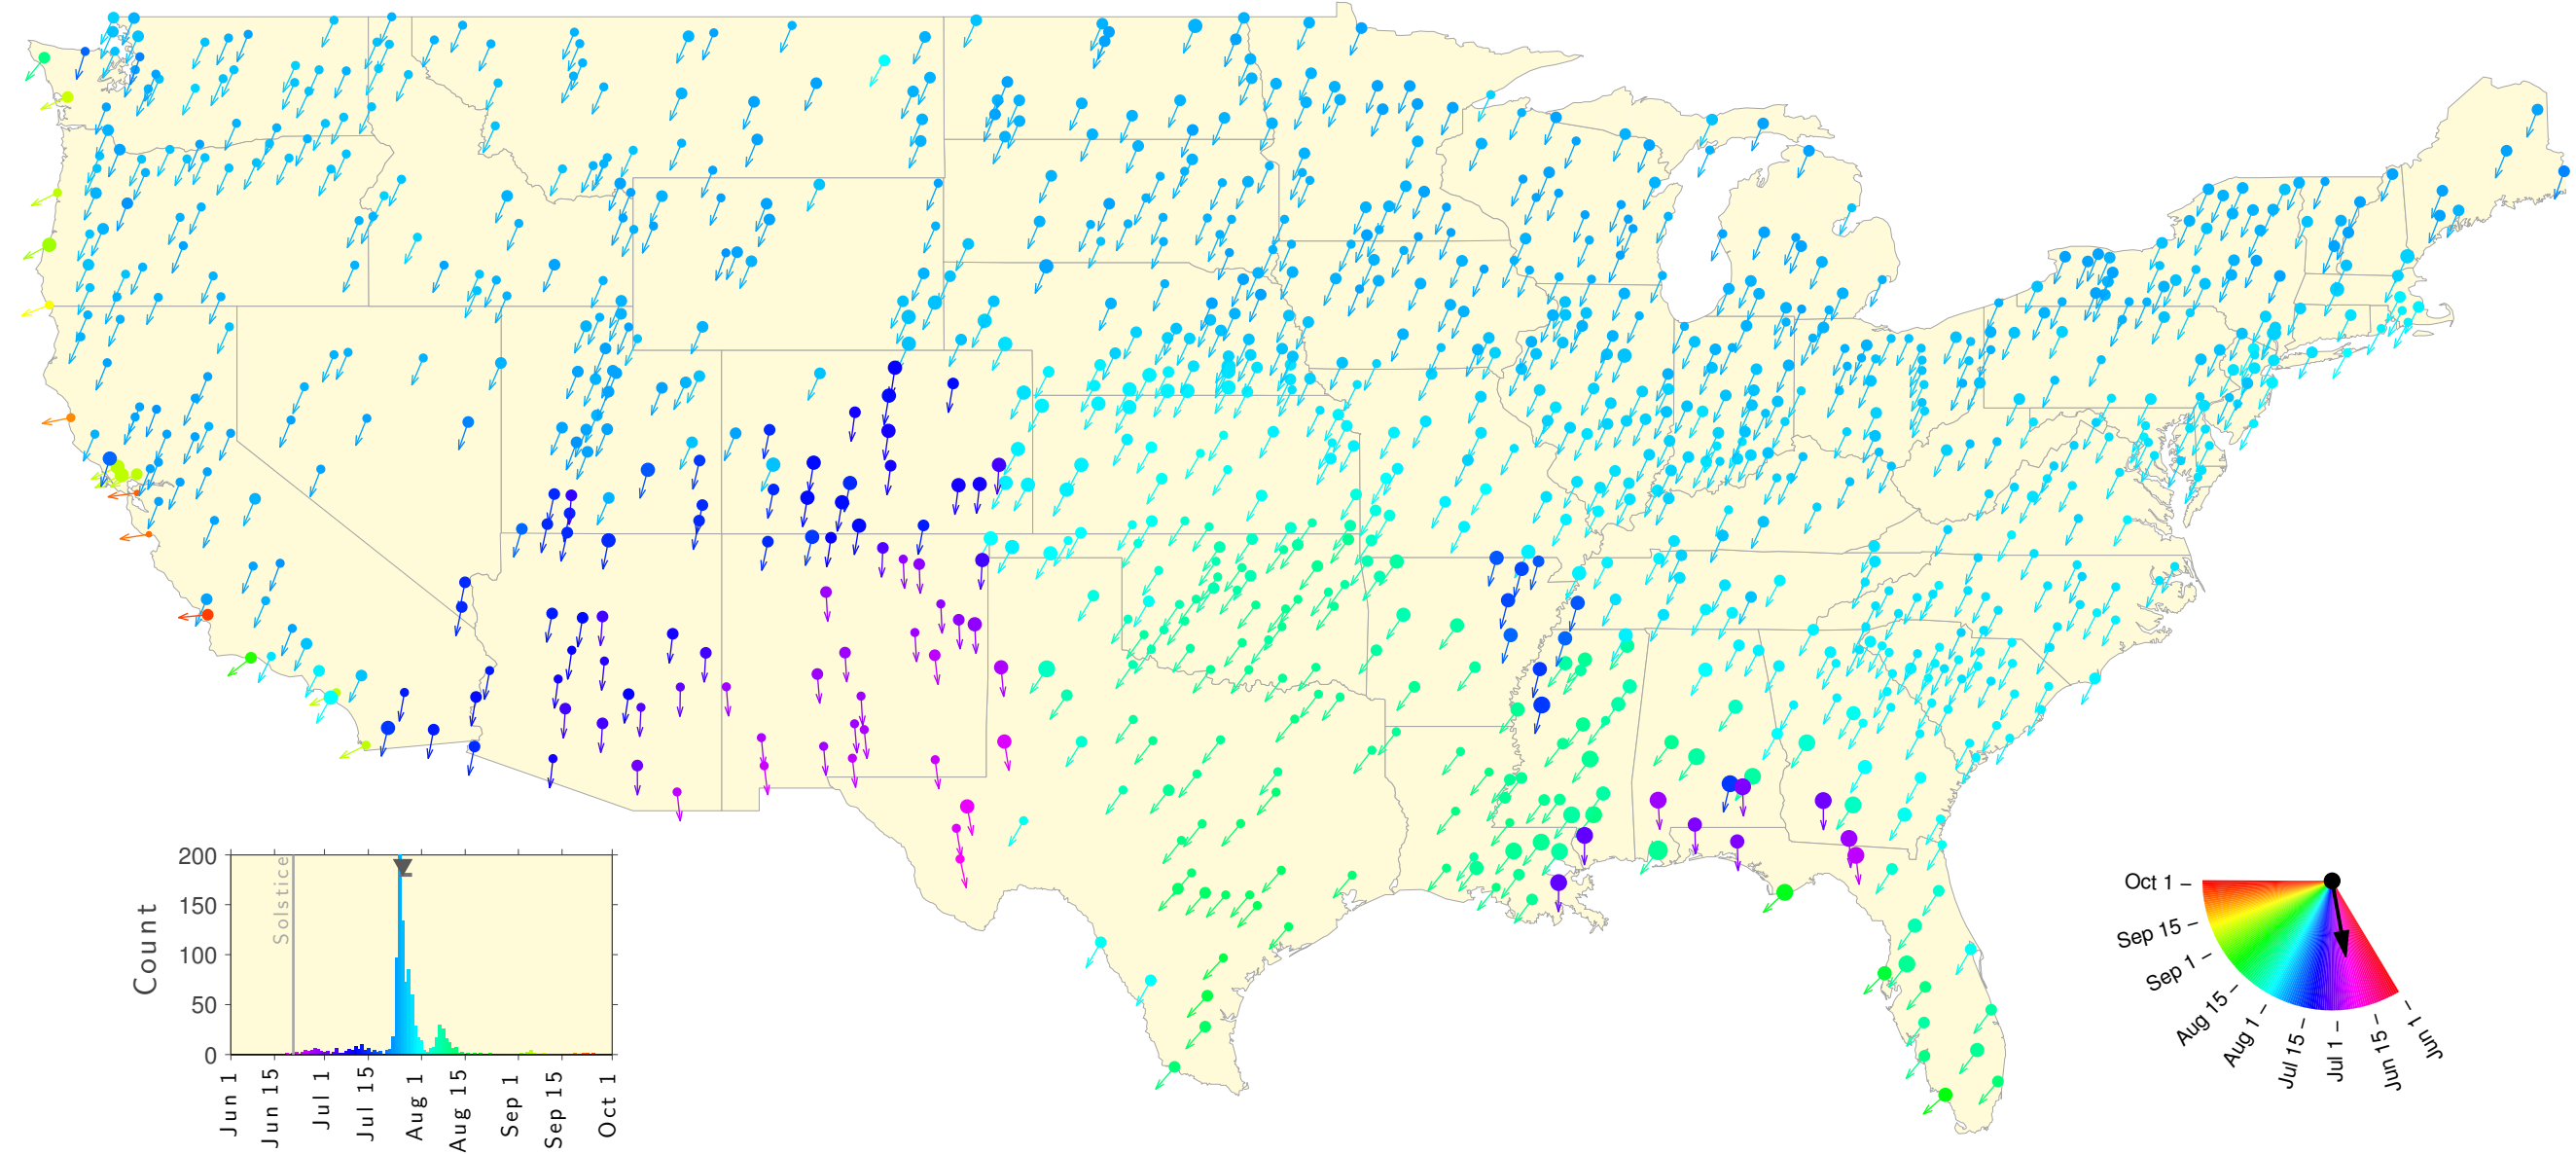 200
150
100
50
0
Count
Solstice
Jun 1
Jun 15
Jul 1
Jul 15
Aug 1
Aug 15
Sep 1
Sep 15
Oct 1
Oct 1 –
Sep 15 –
Sep 1 –
Aug 15 –
Aug 1 –
Jul 15 –
Jul 1 –
Jun 15 –
Jun 1 –